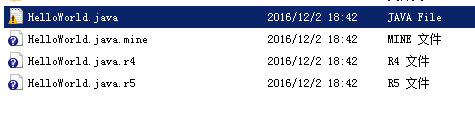 HelloWorld.java 2016/12/2 18:42 JAVA File
HelloWorld.java.mine 2016/12/2 18:42 MINE 文件
HelloWorld.java.r4 2016/12/2 18:42 R4 文件
HelloWorld.java.r5 2016/12/2 18:42 R5 文件